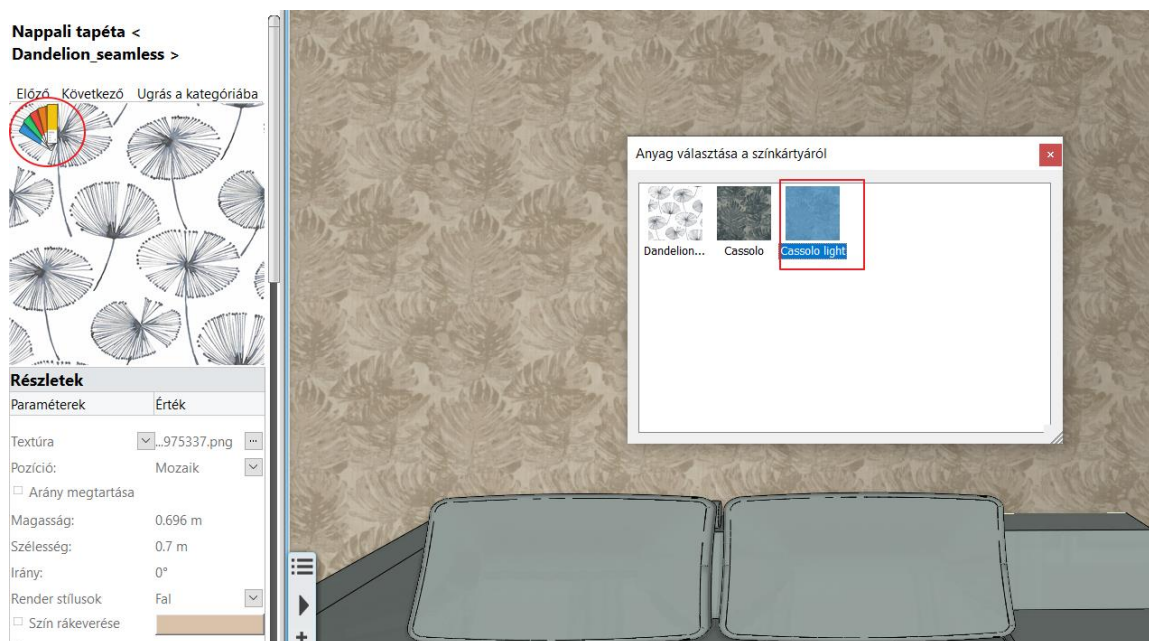 Nappali tapéta <
Dandelion_seamless >
Előző Következő Ugrás a kategóriába
Részletek
Paraméterek Érték
Textúra ...975337.png ...
Pozíció: Mozaik
Arány megtartása
Magasság: 0.696 m
Szélesség: 0.7 m
Irány: 0°
Render stílusok Fal
Szín rákeverése
Anyag választása a színkártyáról
Dandelion... Cassolo Cassolo light